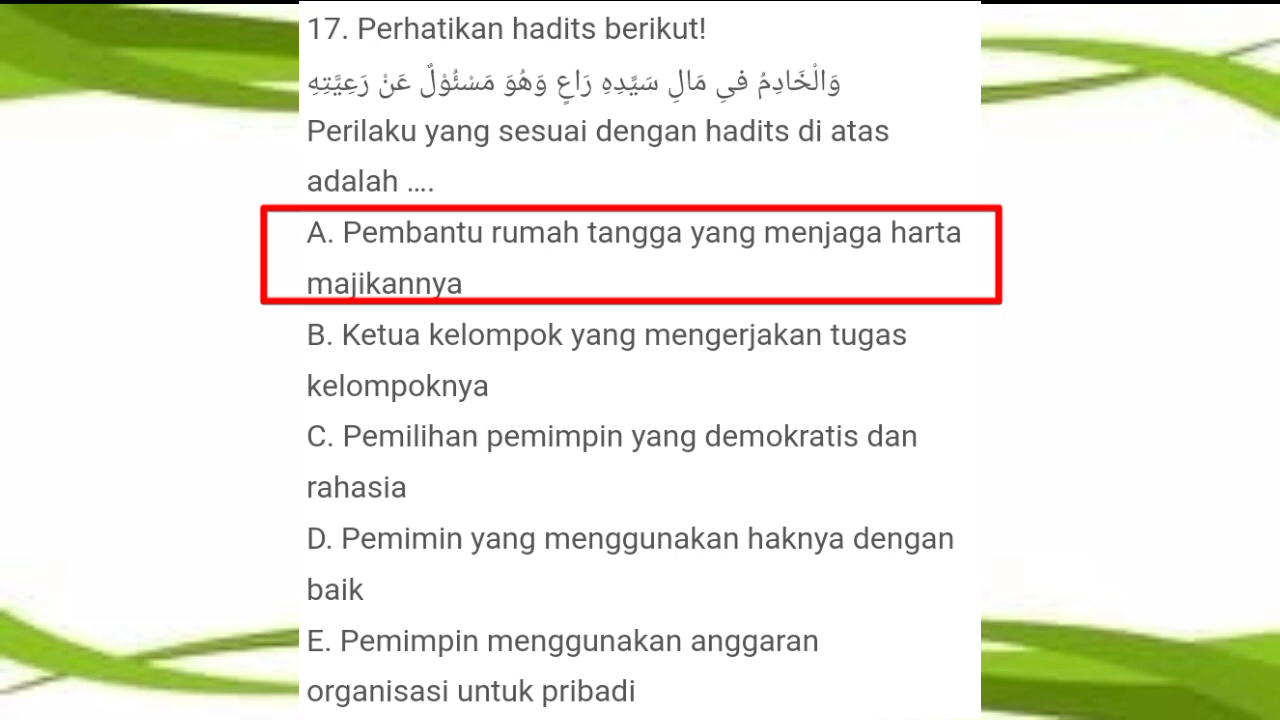 17. Perhatikan hadits berikut!
وَالْخَادِمُ فىِ مَالِ سَيِّدِهِ رَاعٍ وَهُوَ مَسْئُوْلٌ عَنْ رَعِيَّتِهِ
Perilaku yang sesuai dengan hadits di atas
adalah ....
A. Pembantu rumah tangga yang menjaga harta
majikannya
B. Ketua kelompok yang mengerjakan tugas
kelompoknya
C. Pemilihan pemimpin yang demokratis dan
rahasia
D. Pemimin yang menggunakan haknya dengan
baik
E. Pemimpin menggunakan anggaran
organisasi untuk pribadi